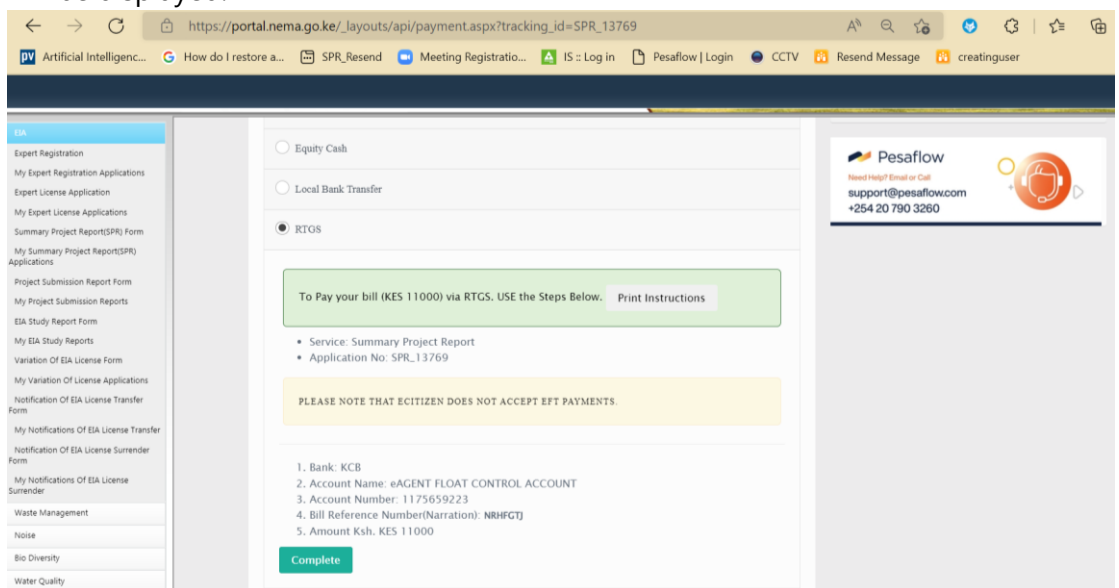 https://portal.nema.go.ke/_layouts/api/payment.aspx?tracking_id=SPR_13769
Artificial Intelligenc...
How do I restore a...
SPR_Resend
Meeting Registratio...
IS :: Log in
Pesaflow | Login
CCTV
Resend Message
creatinguser
EIA
Expert Registration
My Expert Registration Applications
Expert License Application
My Expert License Applications
Summary Project Report(SPR) Form
My Summary Project Report(SPR)
Applications
Project Submission Report Form
My Project Submission Reports
EIA Study Report Form
My EIA Study Reports
Variation Of EIA License Form
My Variation Of License Applications
Notification Of EIA License Transfer
Form
My Notifications Of EIA License Transfer
Notification Of EIA License Surrender
Form
My Notifications Of EIA License
Surrender
Waste Management
Noise
Bio Diversity
Water Quality
Equity Cash
Local Bank Transfer
RTGS
To Pay your bill (KES 11000) via RTGS. USE the Steps Below.
Print Instructions
• Service: Summary Project Report
• Application No: SPR_13769
PLEASE NOTE THAT ECITIZEN DOES NOT ACCEPT EFT PAYMENTS.
1. Bank: KCB
2. Account Name: eAGENT FLOAT CONTROL ACCOUNT
3. Account Number: 1175659223
4. Bill Reference Number(Narration): NRHFGTJ
5. Amount Ksh. KES 11000
Complete
Pesaflow
Need Help? Email or Call
support@pesaflow.com
+254 20 790 3260